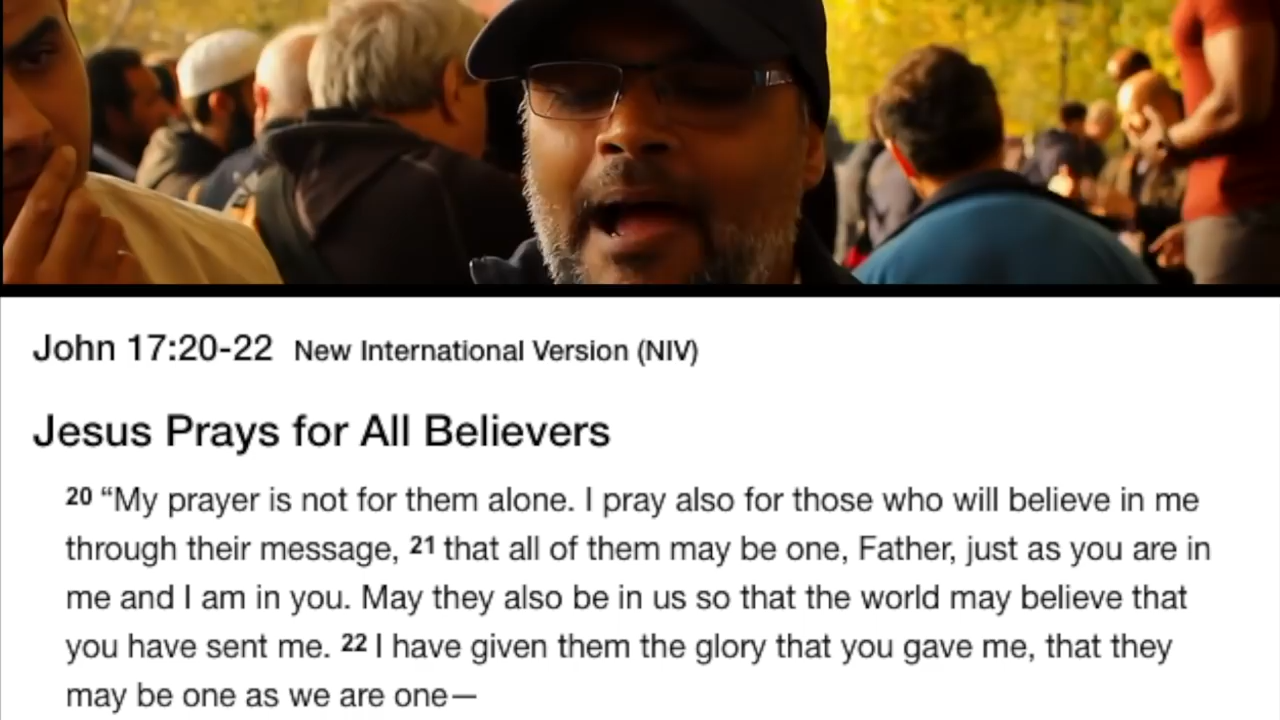 John 17:20-22 New International Version (NIV)
Jesus Prays for All Believers
20 “My prayer is not for them alone. I pray also for those who will believe in me
through their message, 21 that all of them may be one, Father, just as you are in
me and I am in you. May they also be in us so that the world may believe that
you have sent me. 22 I have given them the glory that you gave me, that they
may be one as we are one—